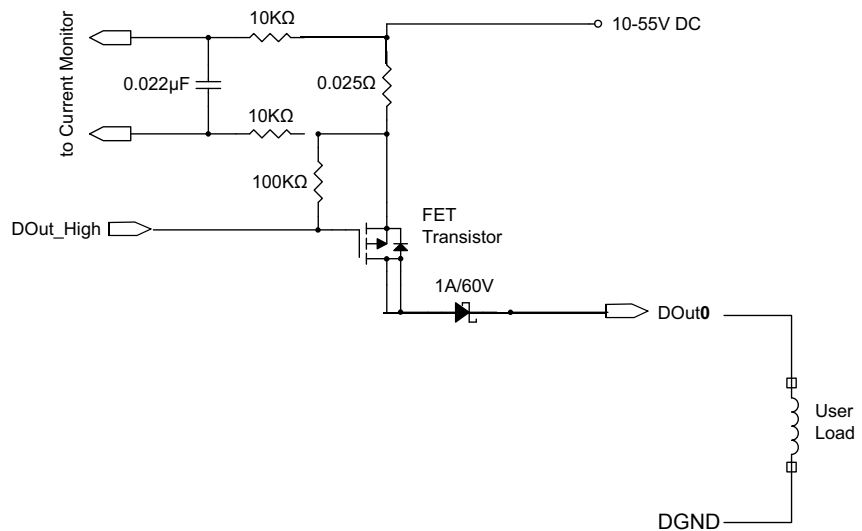 10KΩ
10-55V DC
to Current Monitor
0.022µF
0.025Ω
10KΩ
100KΩ
DOut_High
FET
Transistor
1A/60V
DOut0
User
Load
DGND